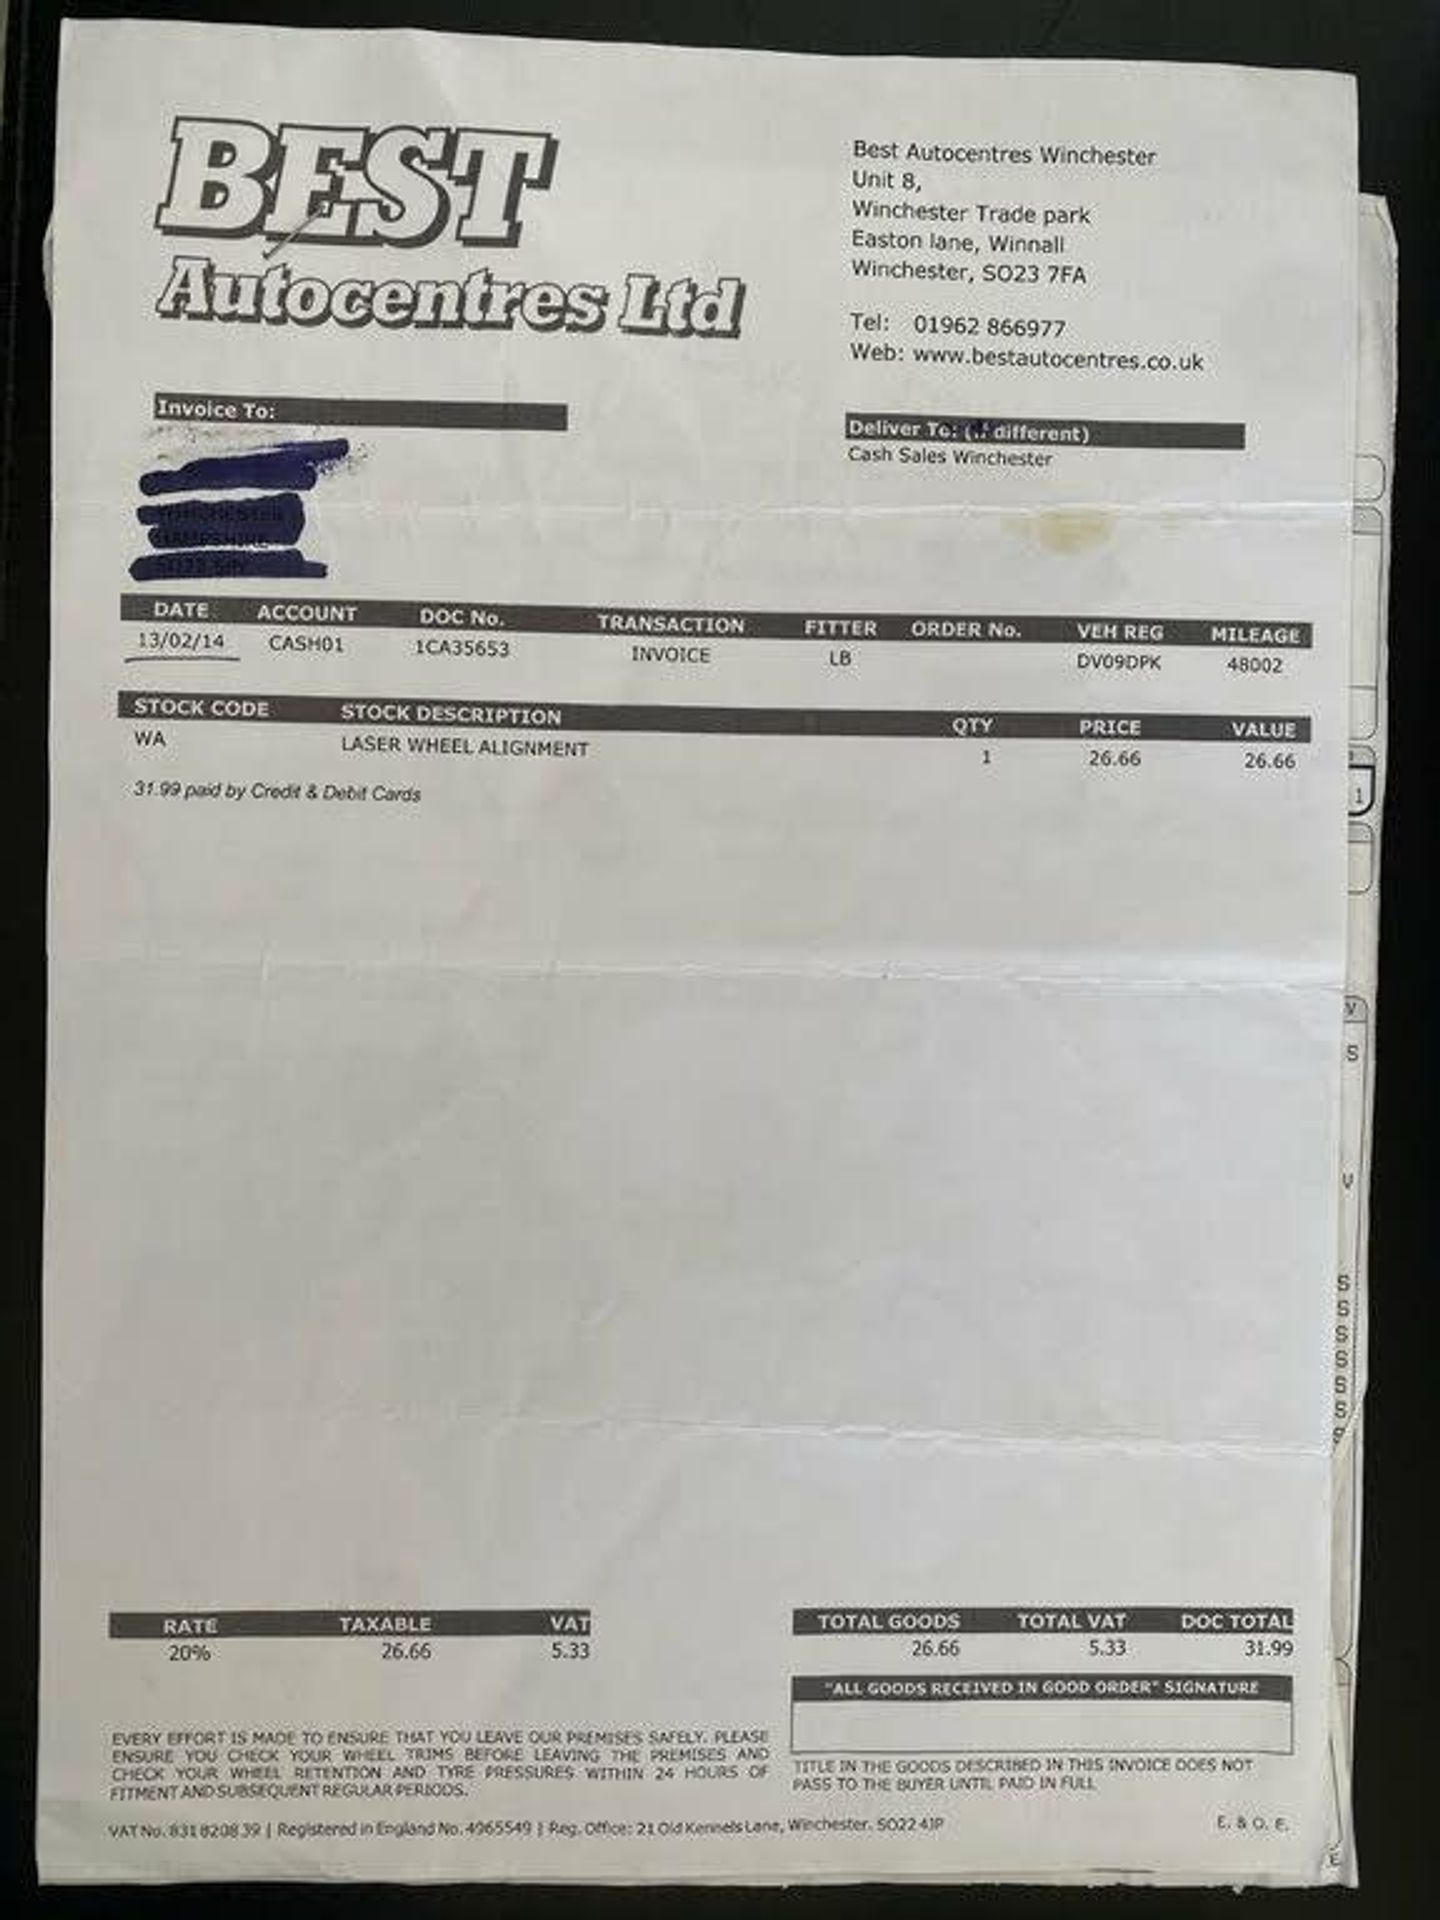 BEST
Autocentres Ltd
Best Autocentres Winchester
Unit 8,
Winchester Trade park
Easton lane, Winnall
Winchester, SO23 7FA
Tel: 01962 866977
Web: www.bestautocentres.co.uk
Invoice To:
Deliver To: ( different)
Cash Sales Winchester
DATE ACCOUNT DOC No. TRANSACTION FITTER ORDER No. VEH REG MILEAGE
13/02/14 CASH01 1CA35653 INVOICE LB DV09DPK 48002
STOCK CODE STOCK DESCRIPTION QTY PRICE VALUE
WA LASER WHEEL ALIGNMENT 1 26.66 26.66
31.99 paid by Credit & Debit Cards
RATE TAXABLE VAT
20% 26.66 5.33
TOTAL GOODS TOTAL VAT DOC TOTAL
26.66 5.33 31.99
"ALL GOODS RECEIVED IN GOOD ORDER" SIGNATURE
EVERY EFFORT IS MADE TO ENSURE THAT YOU LEAVE OUR PREMISES SAFELY. PLEASE
ENSURE YOU CHECK YOUR WHEEL TRIMS BEFORE LEAVING THE PREMISES AND
CHECK YOUR WHEEL RETENTION AND TYRE PRESSURES WITHIN 24 HOURS OF
FITMENT AND SUBSEQUENT REGULAR PERIODS.
TITLE IN THE GOODS DESCRIBED IN THIS INVOICE DOES NOT
PASS TO THE BUYER UNTIL PAID IN FULL
VAT No. 831 8208 39 | Registered in England No. 4965549 | Reg. Office: 21 Old Kennels Lane, Winchester. SO22 4JP
E. & O. E.